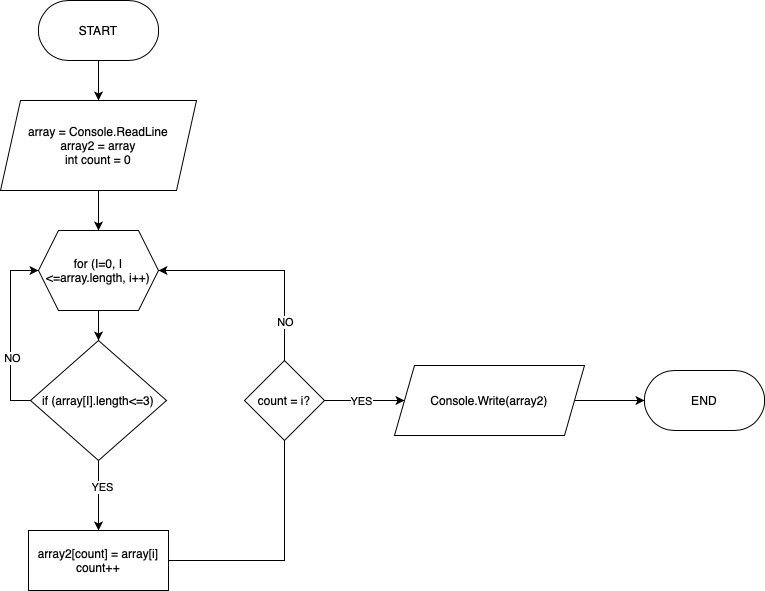 START
array = Console.ReadLine
array2 = array
int count = 0
for (I=0, I
<=array.length, i++)
NO
if (array[I].length<=3)
YES
array2[count] = array[i]
count++
NO
count = i?
YES
Console.Write(array2)
END